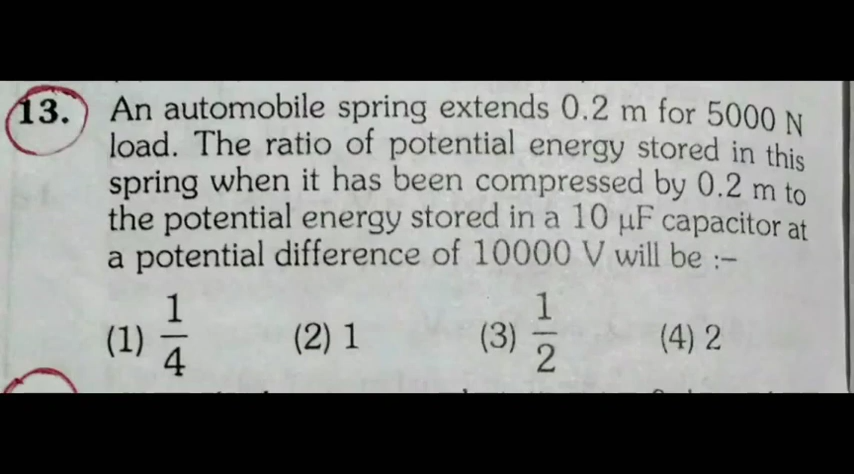 13. An automobile spring extends 0.2 m for 5000 N
load. The ratio of potential energy stored in this
spring when it has been compressed by 0.2 m to
the potential energy stored in a 10 μF capacitor at
a potential difference of 10000 V will be :–
(1) 1/4 (2) 1 (3) 1/2 (4) 2